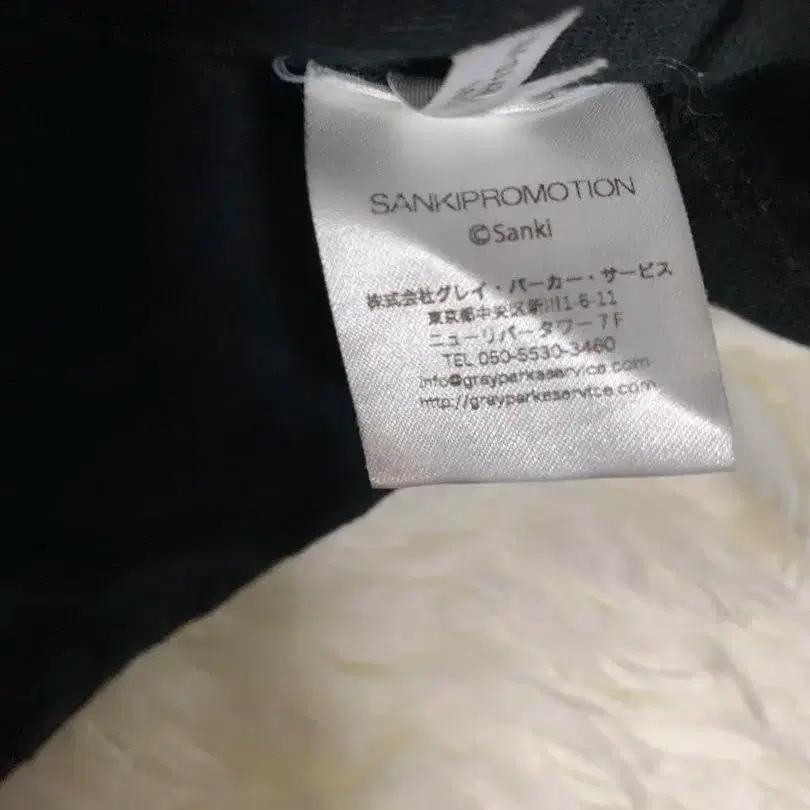 SANKIPROMOTION
©Sanki
株式会社グレイ・パーカー・サービス
東京都中央区新川1-6-11
ニューリバータワー7F
TEL 050-5530-3460
info@grayparkaservice.com
http://grayparkaservice.com